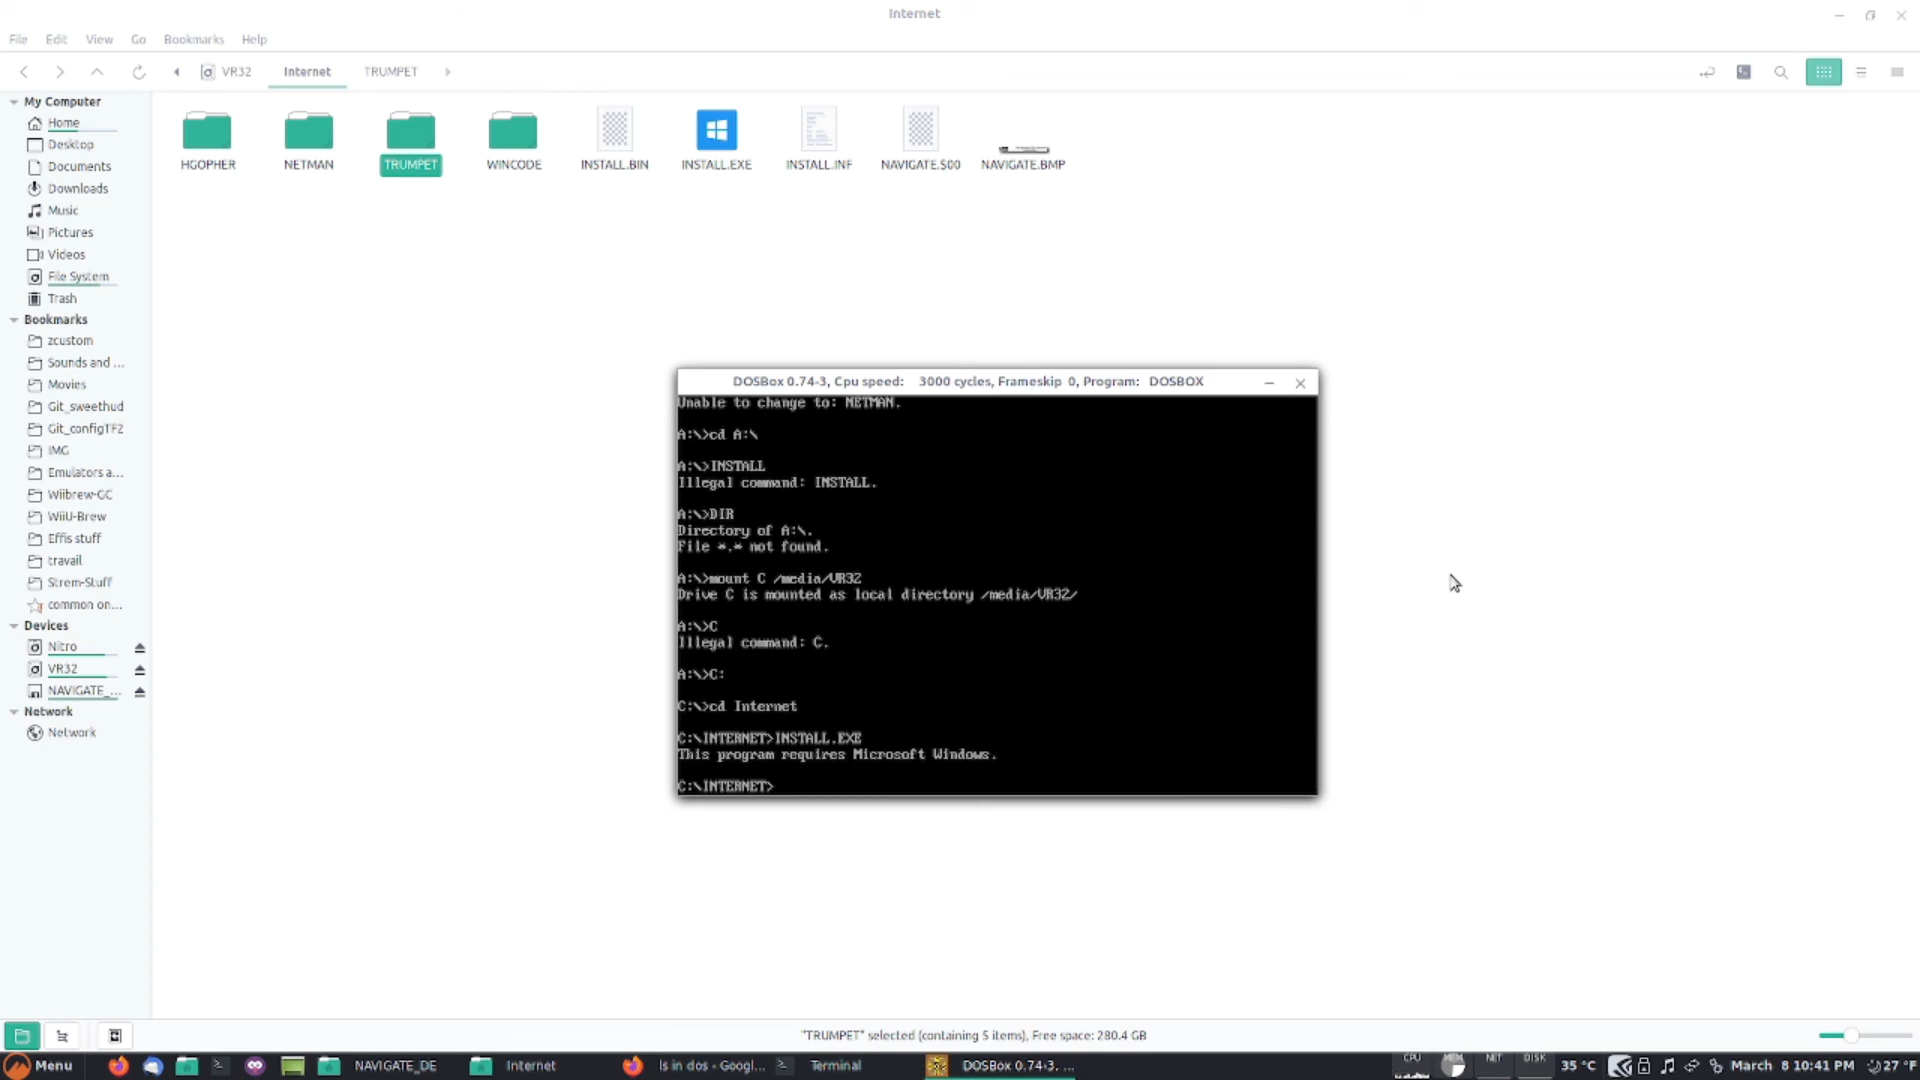 Internet
File Edit View Go Bookmarks Help
VR32 Internet TRUMPET
My Computer
Home
Desktop
Documents
Downloads
Music
Pictures
Videos
File System
Trash
Bookmarks
zcustom
Sounds and ...
Movies
Git_sweethud
Git_configTF2
IMG
Emulators a...
Wiibrew-GC
WiiU-Brew
Effis stuff
travail
Strem-Stuff
common on...
Devices
Nitro
VR32
NAVIGATE_...
Network
Network
HGOPHER NETMAN TRUMPET WINCODE INSTALL.BIN INSTALL.EXE INSTALL.INF NAVIGATE.$00 NAVIGATE.BMP
DOSBox 0.74-3, Cpu speed: 3000 cycles, Frameskip 0, Program: DOSBOX
Unable to change to: NETMAN.
A:\>cd A:\
A:\>INSTALL
Illegal command: INSTALL.
A:\>DIR
Directory of A:\.
File *.* not found.
A:\>mount C /media/VR32
Drive C is mounted as local directory /media/VR32/
A:\>C
Illegal command: C.
A:\>C:
C:\>cd Internet
C:\INTERNET>INSTALL.EXE
This program requires Microsoft Windows.
C:\INTERNET>
"TRUMPET" selected (containing 5 items), Free space: 280.4 GB
Menu NAVIGATE_DE Internet ls in dos - Googl... Terminal DOSBox 0.74-3, ... CPU MEM NET DISK 35 °C March 8 10:41 PM 27 °F